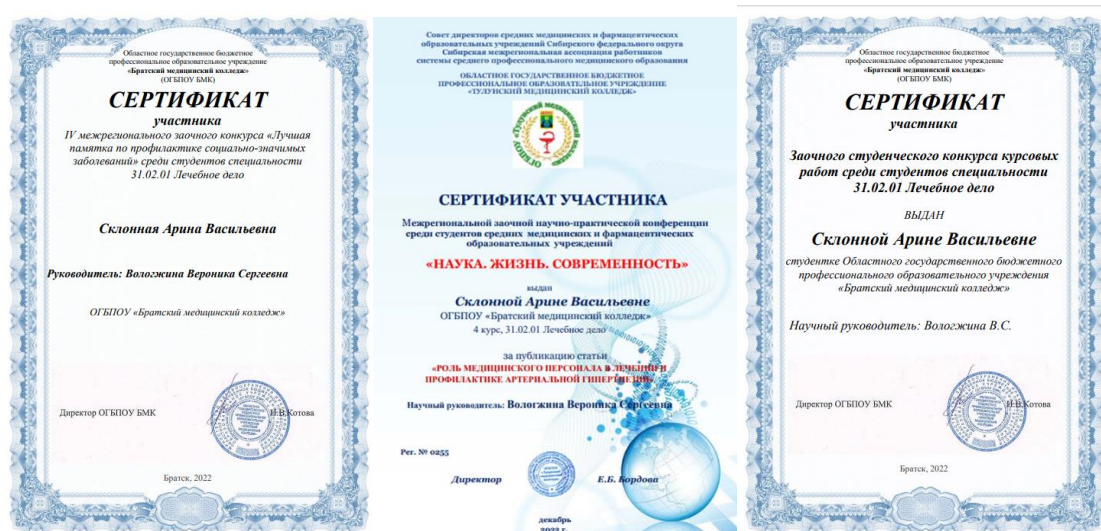 Областное государственное бюджетное
профессиональное образовательное учреждение
«Братский медицинский колледж»
(ОГБПОУ БМК)
СЕРТИФИКАТ
участника
IV межрегионального заочного конкурса «Лучшая
памятка по профилактике социально-значимых
заболеваний» среди студентов специальности
31.02.01 Лечебное дело
Склонная Арина Васильевна
Руководитель: Вологжина Вероника Сергеевна
ОГБПОУ «Братский медицинский колледж»
Директор ОГБПОУ БМК
И.В.Котова
Братск, 2022
Совет директоров средних медицинских и фармацевтических
образовательных учреждений Сибирского федерального округа
Сибирская межрегиональная ассоциация работников
системы среднего профессионального медицинского образования
ОБЛАСТНОЕ ГОСУДАРСТВЕННОЕ БЮДЖЕТНОЕ
ПРОФЕССИОНАЛЬНОЕ ОБРАЗОВАТЕЛЬНОЕ УЧРЕЖДЕНИЕ
«ТУЛУНСКИЙ МЕДИЦИНСКИЙ КОЛЛЕДЖ»
ОГБПОУ «Тулунский медицинский колледж»
СЕРТИФИКАТ УЧАСТНИКА
Межрегиональной заочной научно-практической конференции
среди студентов средних медицинских и фармацевтических
образовательных учреждений
«НАУКА. ЖИЗНЬ. СОВРЕМЕННОСТЬ»
выдан
Склонной Арине Васильевне
ОГБПОУ «Братский медицинский колледж»
4 курс, 31.02.01 Лечебное дело
за публикацию статьи
«РОЛЬ МЕДИЦИНСКОГО ПЕРСОНАЛА В ЛЕЧЕНИИ И
ПРОФИЛАКТИКЕ АРТЕРИАЛЬНОЙ ГИПЕРТЕНЗИИ»
Научный руководитель: Вологжина Вероника Сергеевна
Рег. № 0255
Директор
Е.Б. Бордова
декабрь
2022 г.
Областное государственное бюджетное
профессиональное образовательное учреждение
«Братский медицинский колледж»
(ОГБПОУ БМК)
СЕРТИФИКАТ
участника
Заочного студенческого конкурса курсовых
работ среди студентов специальности
31.02.01 Лечебное дело
ВЫДАН
Склонной Арине Васильевне
студентке Областного государственного бюджетного
профессионального образовательного учреждения
«Братский медицинский колледж»
Научный руководитель: Вологжина В.С.
Директор ОГБПОУ БМК
И.В.Котова
Братск, 2022